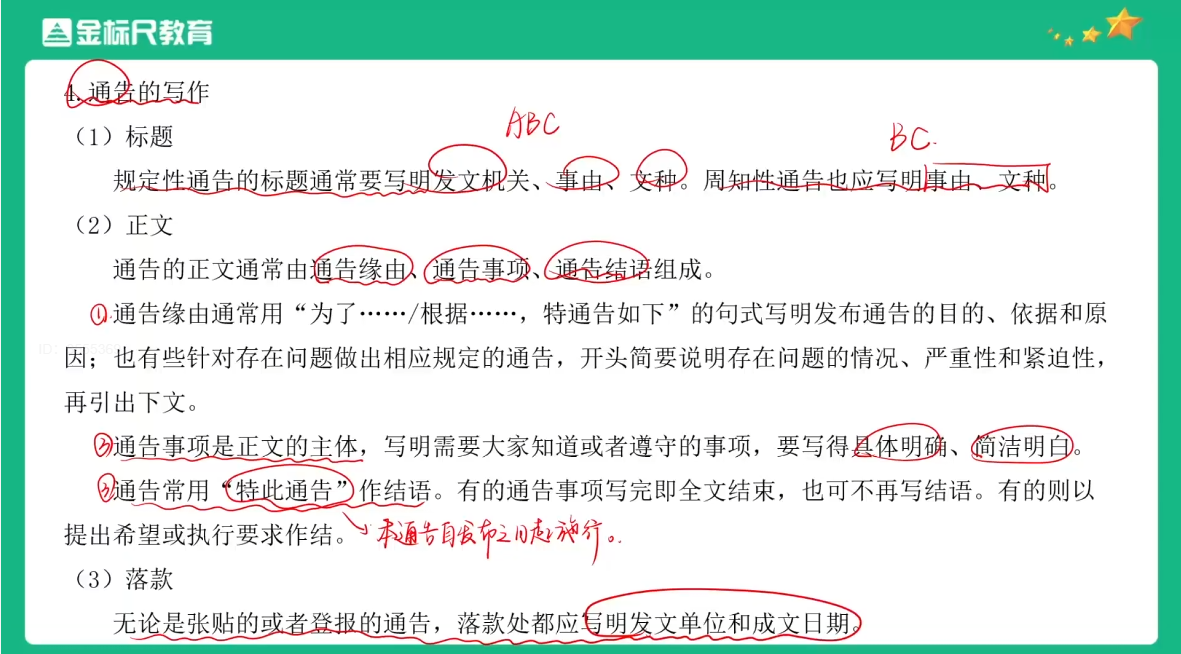 金标尺教育
4.通告的写作
（1）标题
ABC
BC.
规定性通告的标题通常要写明发文机关、事由、文种。周知性通告也应写明事由、文种。
（2）正文
通告的正文通常由通告缘由、通告事项、通告结语组成。
①通告缘由通常用“为了……/根据……，特通告如下”的句式写明发布通告的目的、依据和原
因；也有些针对存在问题做出相应规定的通告，开头简要说明存在问题的情况、严重性和紧迫性，
再引出下文。
②通告事项是正文的主体，写明需要大家知道或者遵守的事项，要写得具体明确、简洁明白。
③通告常用“特此通告”作结语。有的通告事项写完即全文结束，也可不再写结语。有的则以
提出希望或执行要求作结。
本通告自发布之日起施行。
（3）落款
无论是张贴的或者登报的通告，落款处都应写明发文单位和成文日期。